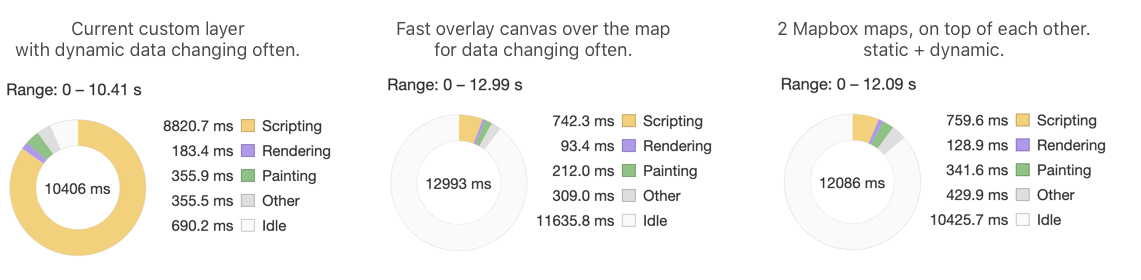 Current custom layer
with dynamic data changing often.
Range: 0 – 10.41 s
8820.7 ms Scripting
183.4 ms Rendering
10406 ms
355.9 ms Painting
355.5 ms Other
690.2 ms Idle
Fast overlay canvas over the map
for data changing often.
Range: 0 – 12.99 s
742.3 ms Scripting
93.4 ms Rendering
12993 ms
212.0 ms Painting
309.0 ms Other
11635.8 ms Idle
2 Mapbox maps, on top of each other.
static + dynamic.
Range: 0 – 12.09 s
759.6 ms Scripting
128.9 ms Rendering
12086 ms
341.6 ms Painting
429.9 ms Other
10425.7 ms Idle